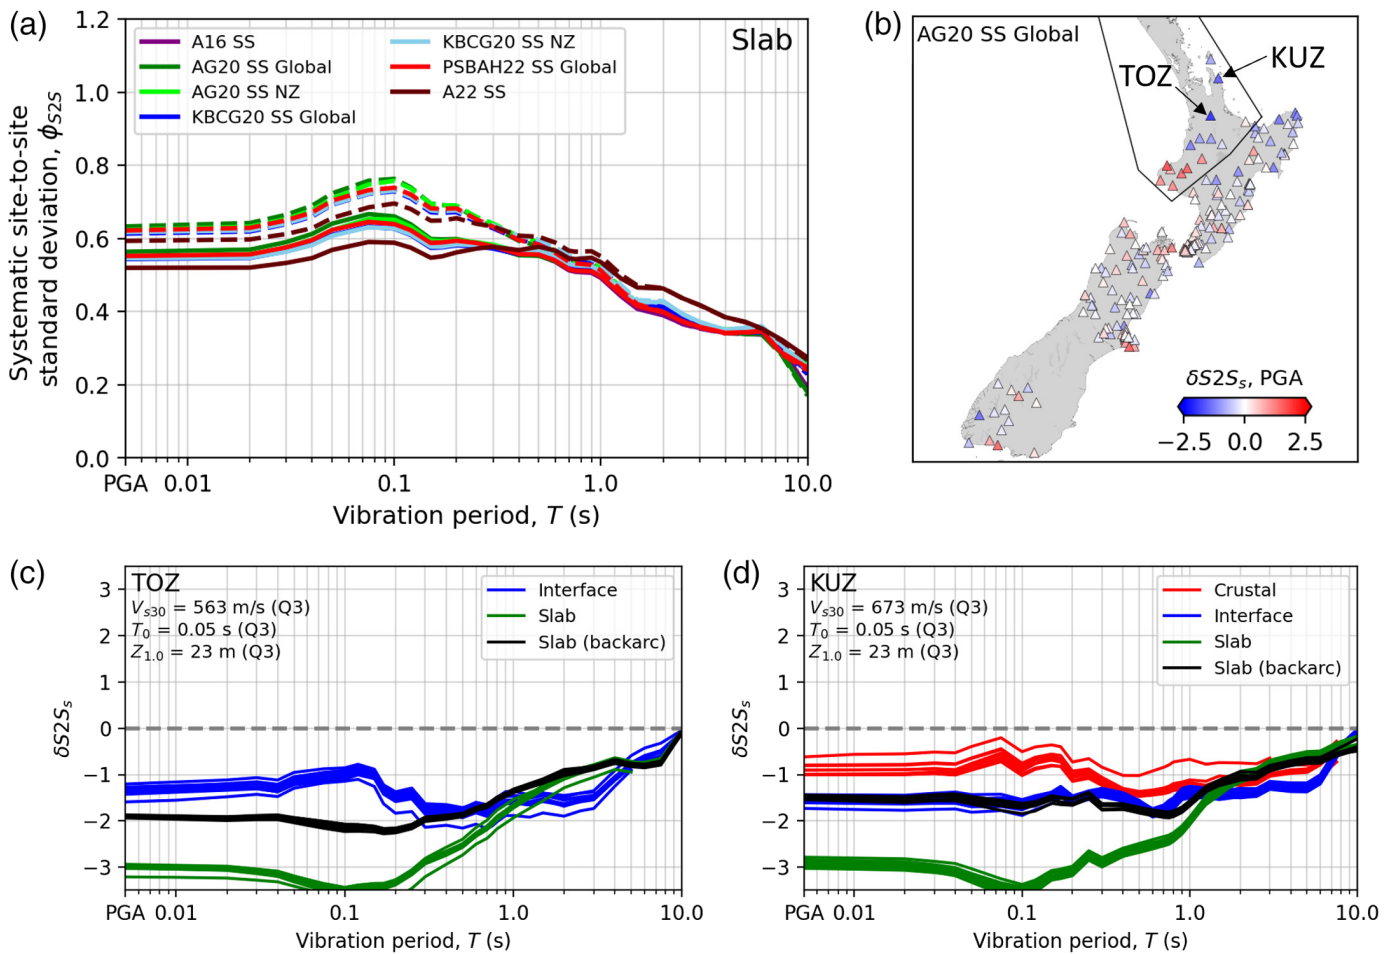 (a)
Slab
A16 SS
AG20 SS Global
AG20 SS NZ
KBCG20 SS Global
KBCG20 SS NZ
PSBAH22 SS Global
A22 SS
Systematic site-to-site
standard deviation, ϕS2S
1.2
1.0
0.8
0.6
0.4
0.2
0.0
PGA 0.01 0.1 1.0 10.0
Vibration period, T (s)
(b)
AG20 SS Global
TOZ
KUZ
δS2Ss, PGA
−2.5 0.0 2.5
(c)
TOZ
Vs30 = 563 m/s (Q3)
T0 = 0.05 s (Q3)
Z1.0 = 23 m (Q3)
Interface
Slab
Slab (backarc)
δS2Ss
3
2
1
0
−1
−2
−3
PGA 0.01 0.1 1.0 10.0
Vibration period, T (s)
(d)
KUZ
Vs30 = 673 m/s (Q3)
T0 = 0.05 s (Q3)
Z1.0 = 23 m (Q3)
Crustal
Interface
Slab
Slab (backarc)
δS2Ss
3
2
1
0
−1
−2
−3
PGA 0.01 0.1 1.0 10.0
Vibration period, T (s)